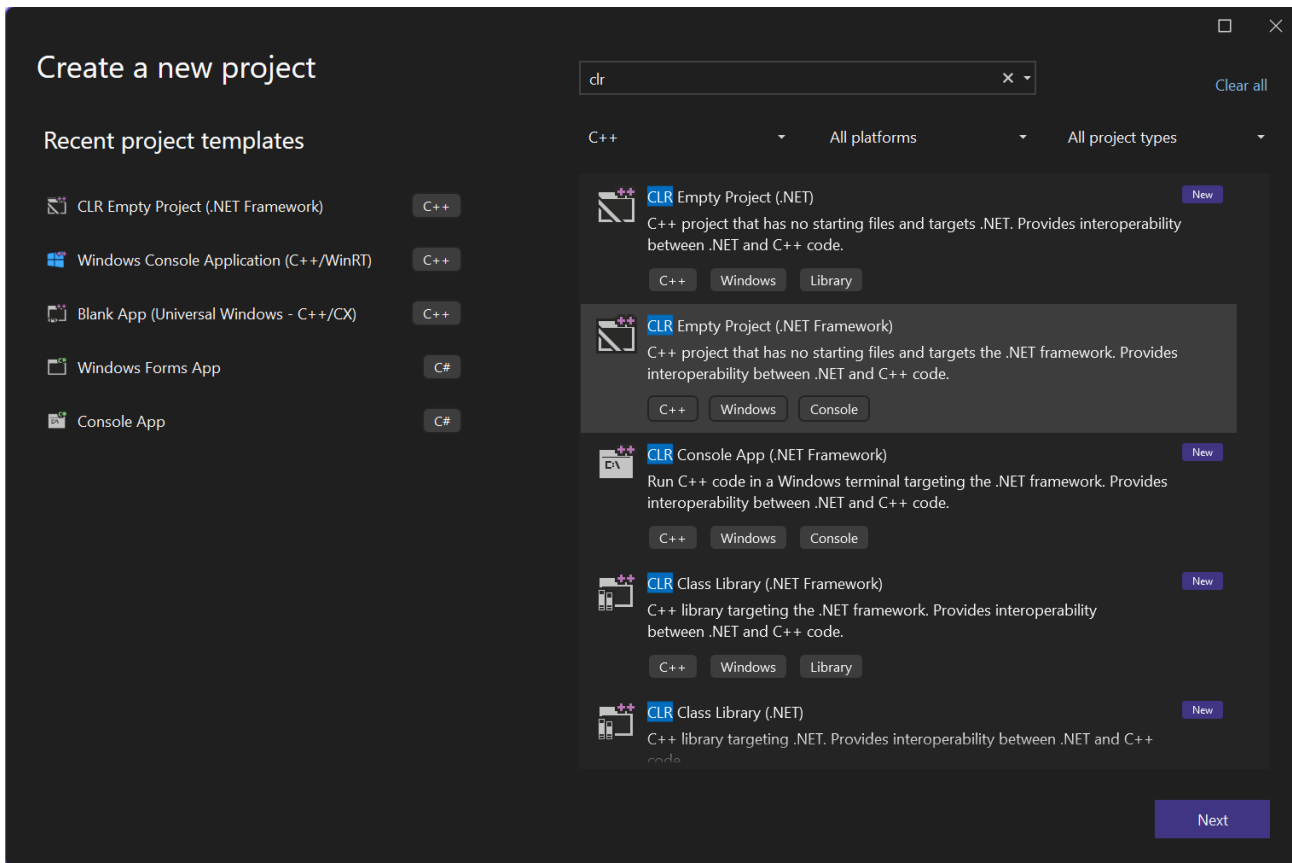 Create a new project
clr
Clear all
Recent project templates
C++
All platforms
All project types
CLR Empty Project (.NET Framework)
C++
Windows Console Application (C++/WinRT)
C++
Blank App (Universal Windows - C++/CX)
C++
Windows Forms App
C#
Console App
C#
CLR Empty Project (.NET)
New
C++ project that has no starting files and targets .NET. Provides interoperability
between .NET and C++ code.
C++
Windows
Library
CLR Empty Project (.NET Framework)
C++ project that has no starting files and targets the .NET framework. Provides
interoperability between .NET and C++ code.
C++
Windows
Console
CLR Console App (.NET Framework)
New
Run C++ code in a Windows terminal targeting the .NET framework. Provides
interoperability between .NET and C++ code.
C++
Windows
Console
CLR Class Library (.NET Framework)
New
C++ library targeting the .NET framework. Provides interoperability
between .NET and C++ code.
C++
Windows
Library
CLR Class Library (.NET)
New
C++ library targeting .NET. Provides interoperability between .NET and C++
code.
Next